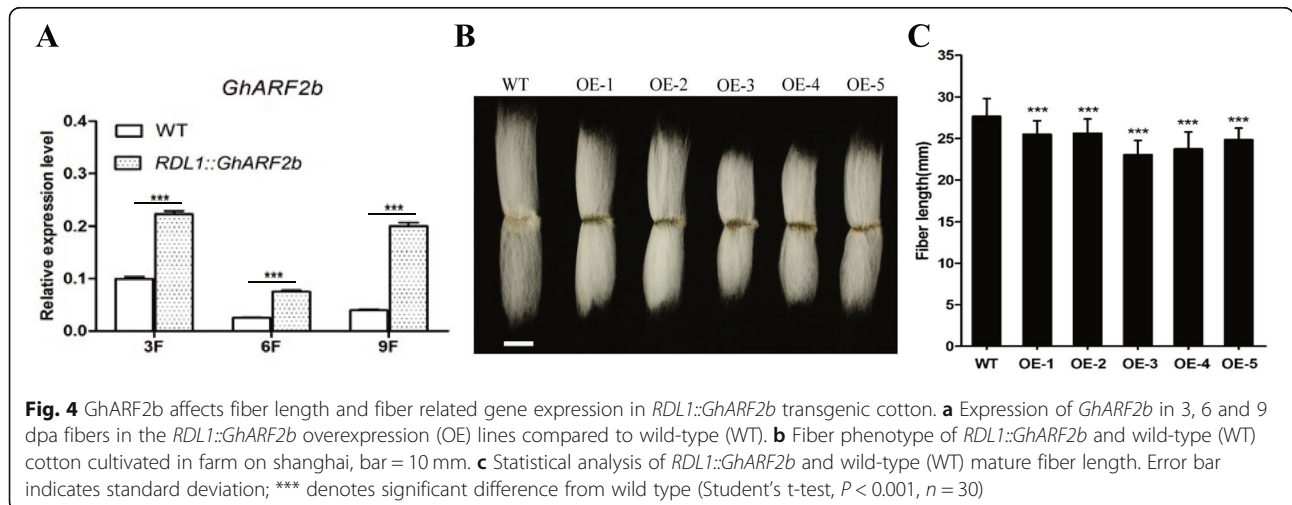 A
GhARF2b
WT
RDL1::GhARF2b
***
***
***
Relative expression level
0.4
0.3
0.2
0.1
0.0
3F
6F
9F
B
WT OE-1 OE-2 OE-3 OE-4 OE-5
C
***
***
***
***
***
Fiber length(mm)
35
30
25
20
15
10
5
0
WT OE-1 OE-2 OE-3 OE-4 OE-5
Fig. 4 GhARF2b affects fiber length and fiber related gene expression in RDL1::GhARF2b transgenic cotton. a Expression of GhARF2b in 3, 6 and 9
dpa fibers in the RDL1::GhARF2b overexpression (OE) lines compared to wild-type (WT). b Fiber phenotype of RDL1::GhARF2b and wild-type (WT)
cotton cultivated in farm on shanghai, bar = 10 mm. c Statistical analysis of RDL1::GhARF2b and wild-type (WT) mature fiber length. Error bar
indicates standard deviation; *** denotes significant difference from wild type (Student's t-test, P < 0.001, n = 30)